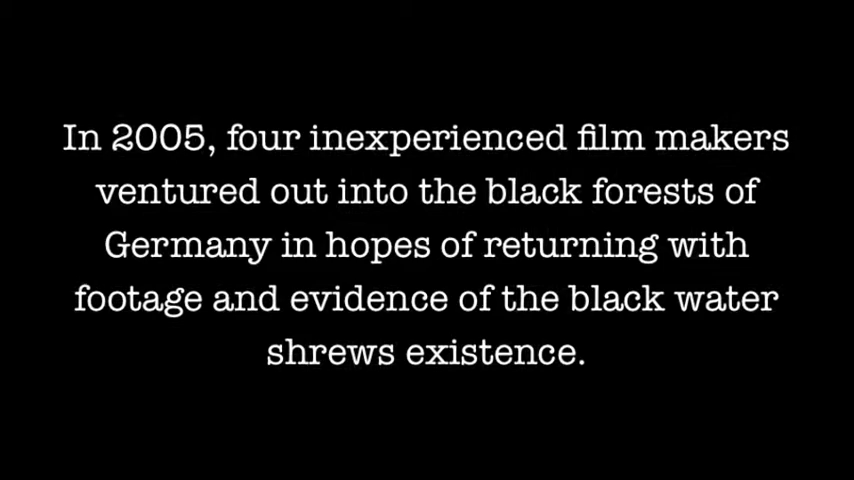 In 2005, four inexperienced film makers
ventured out into the black forests of
Germany in hopes of returning with
footage and evidence of the black water
shrews existence.